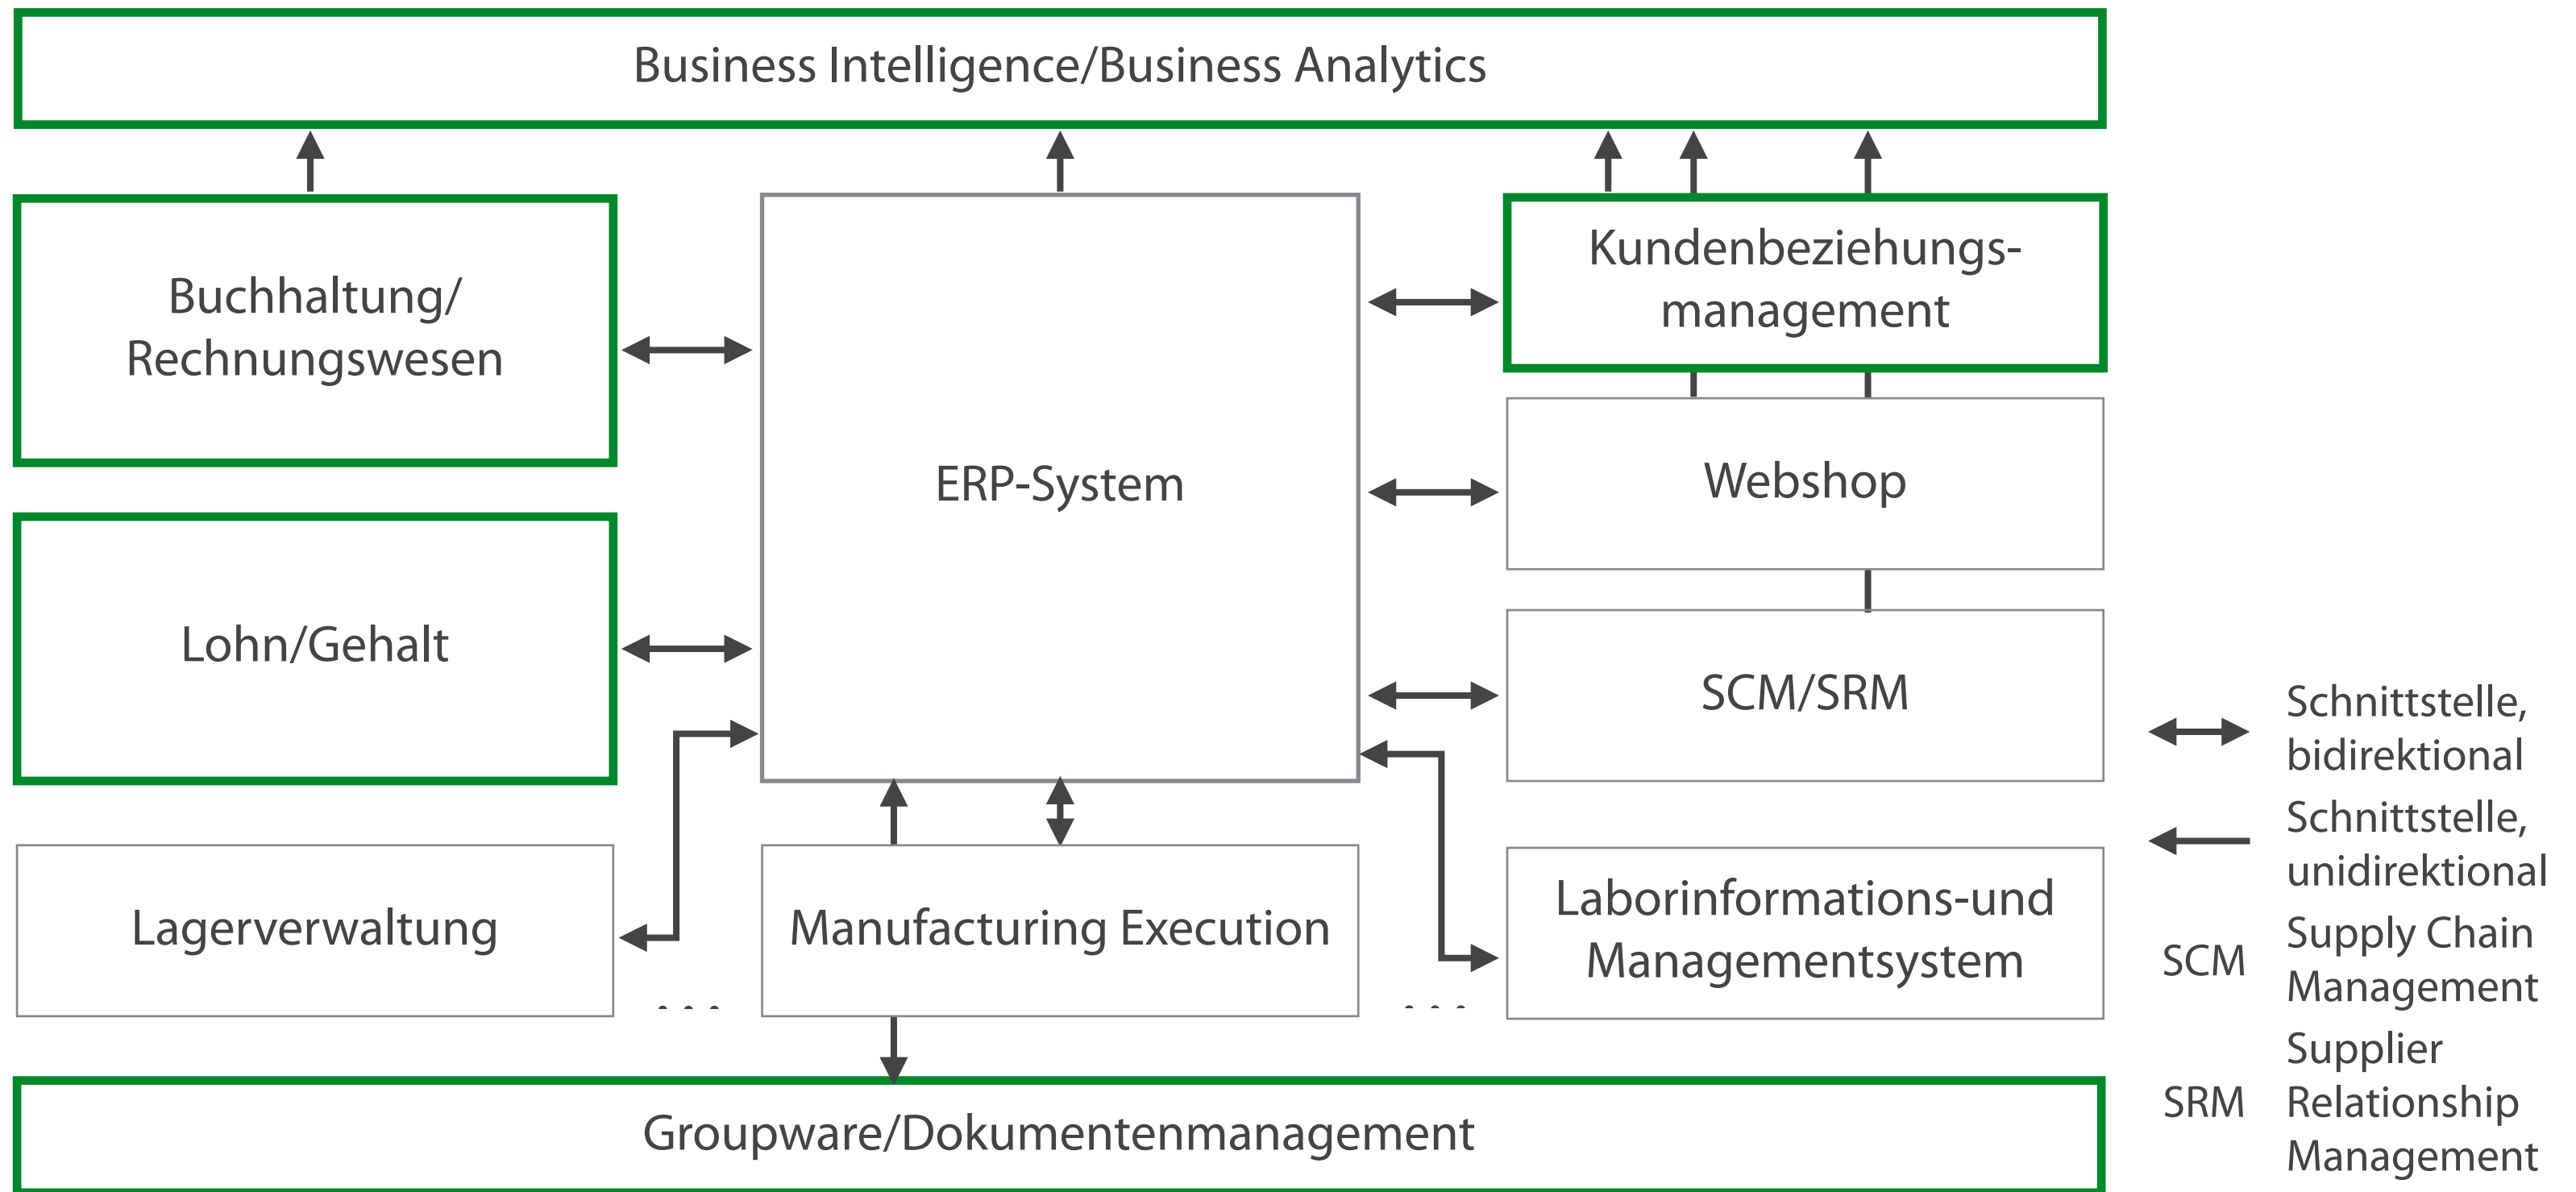 Business Intelligence/Business Analytics
Buchhaltung/
Rechnungswesen
ERP-System
Kundenbeziehungs-
management
Webshop
Lohn/Gehalt
SCM/SRM
Lagerverwaltung
. . .
Manufacturing Execution
. . .
Laborinformations-und
Managementsystem
Groupware/Dokumentenmanagement
Schnittstelle,
bidirektional
Schnittstelle,
unidirektional
SCM
Supply Chain
Management
SRM
Supplier
Relationship
Management